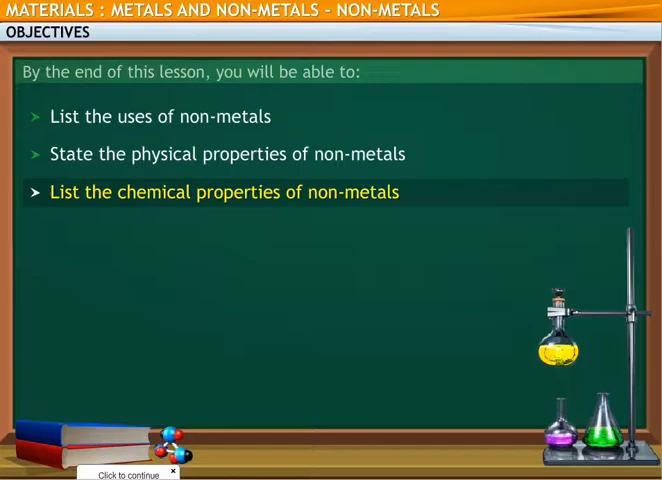 MATERIALS : METALS AND NON-METALS - NON-METALS
OBJECTIVES
By the end of this lesson, you will be able to:
List the uses of non-metals
State the physical properties of non-metals
List the chemical properties of non-metals
Click to continue